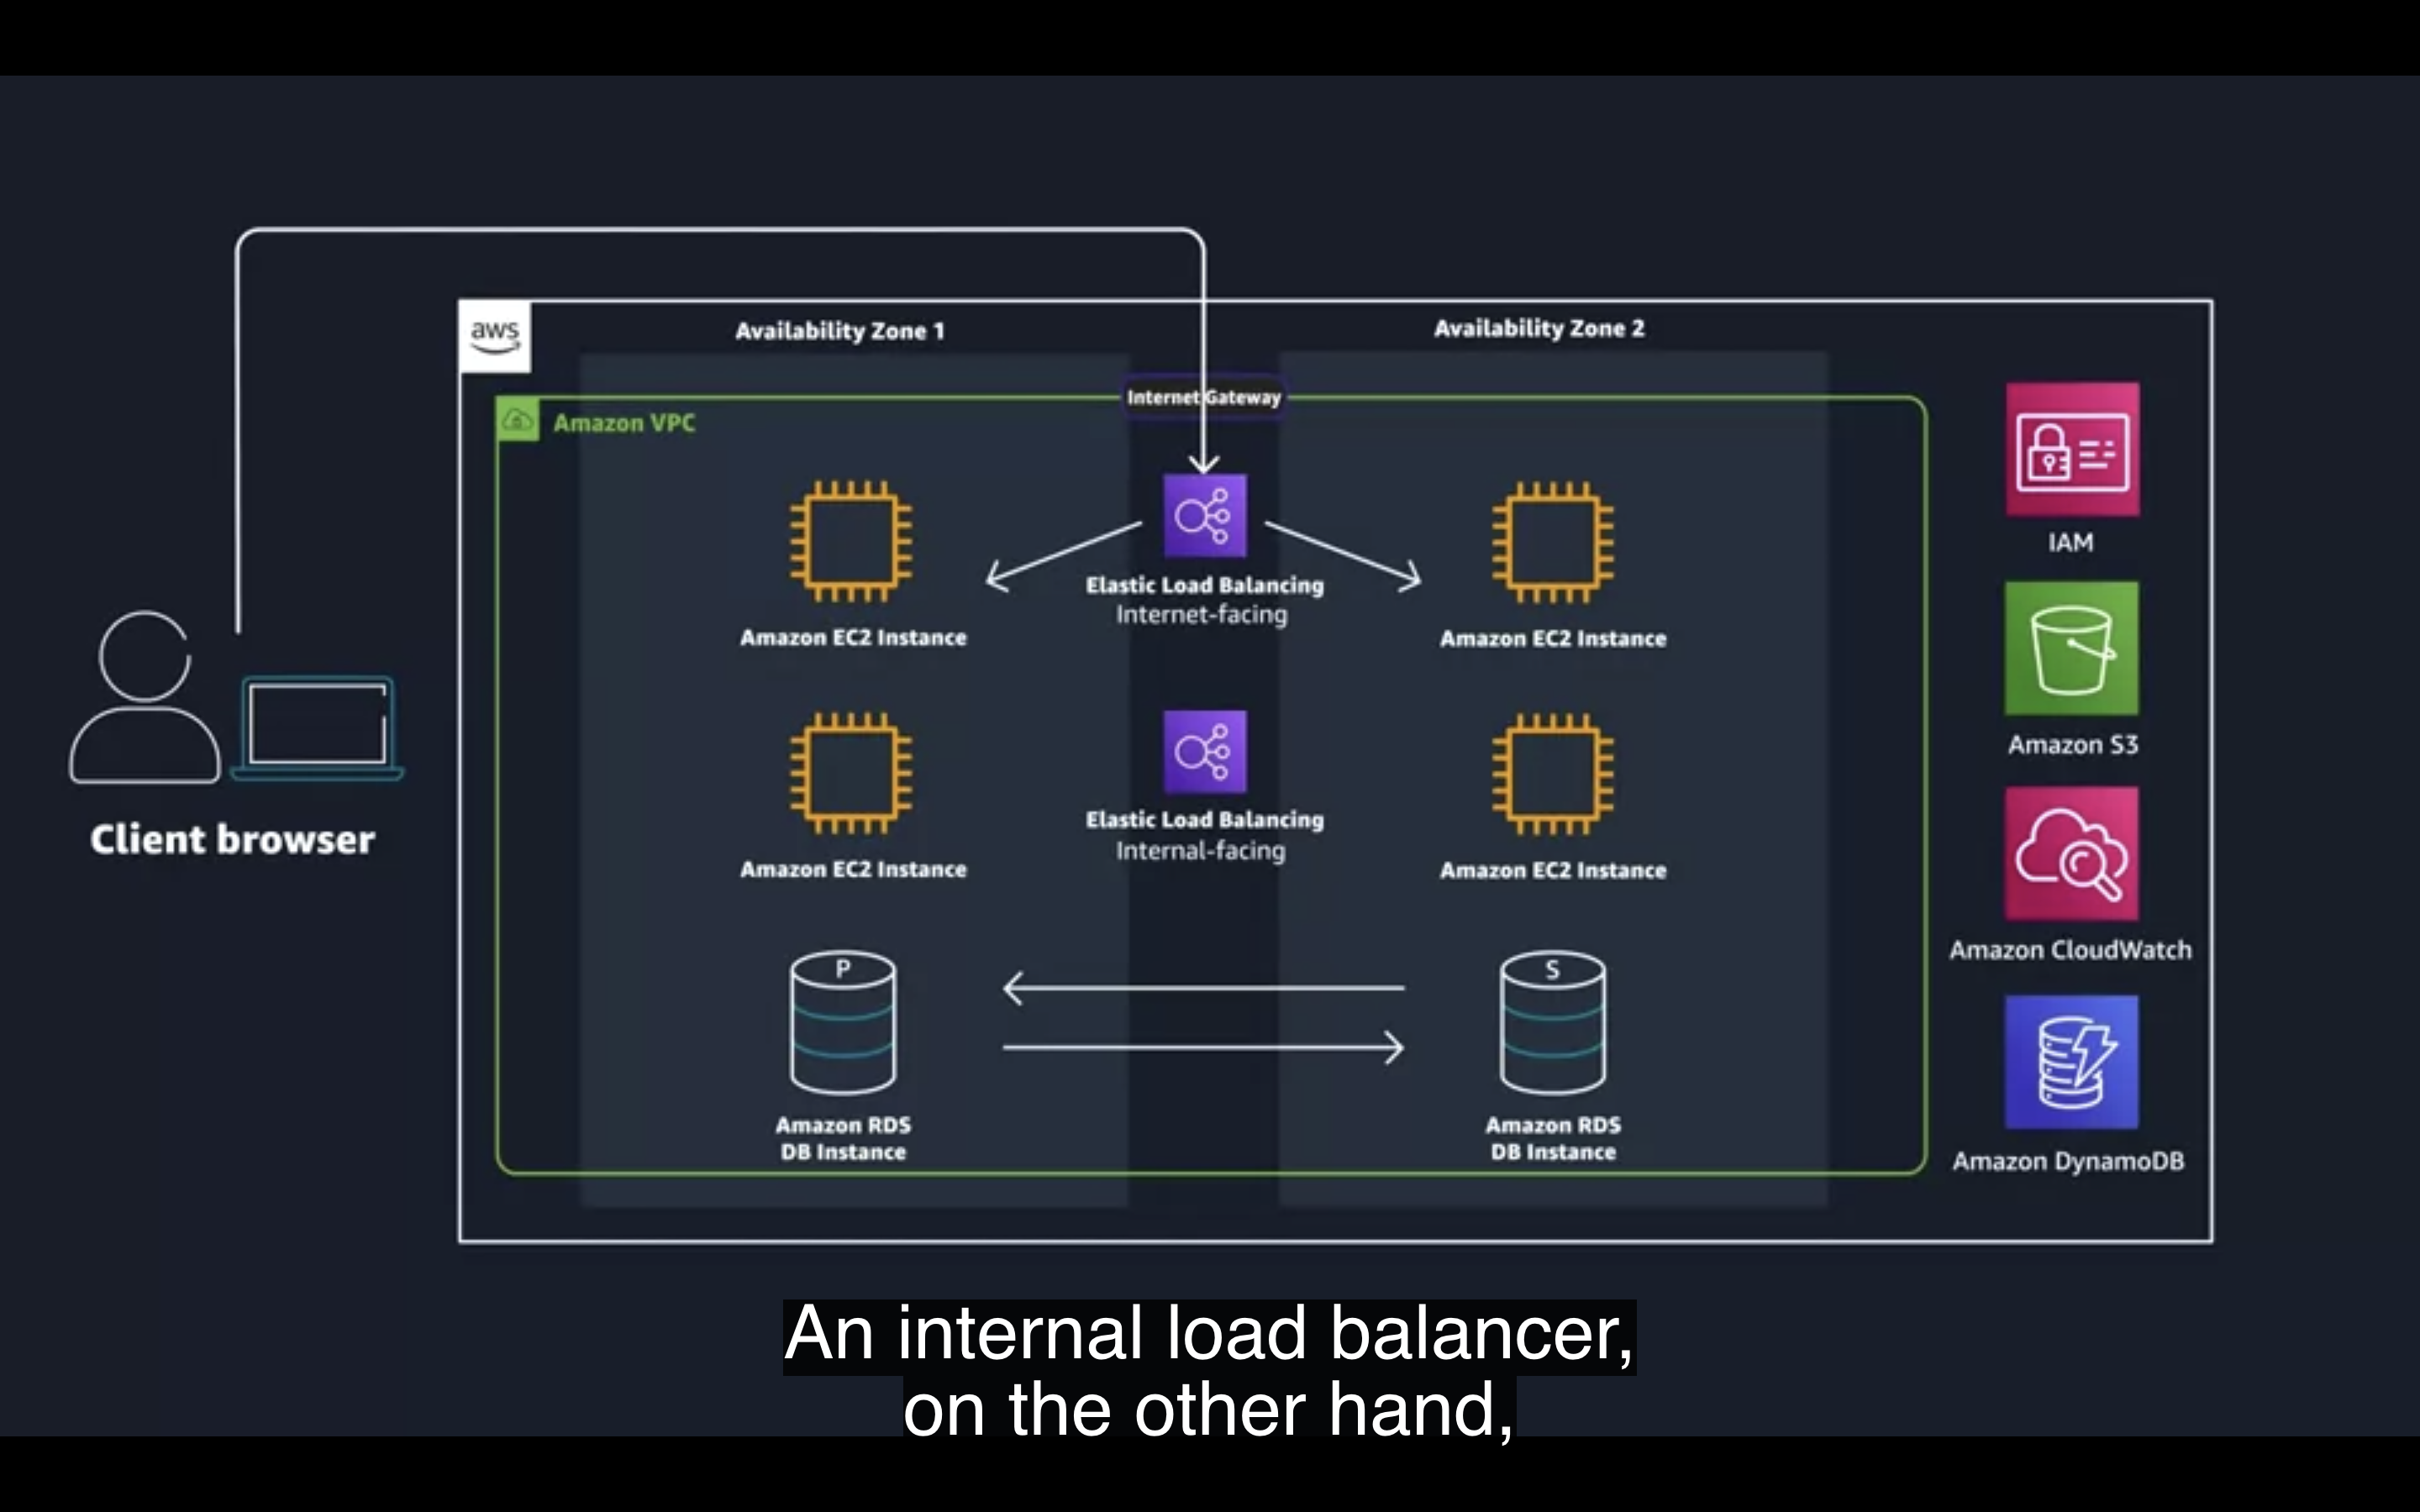 aws
Availability Zone 1
Availability Zone 2
Internet Gateway
Amazon VPC
Amazon EC2 Instance
Elastic Load Balancing
Internet-facing
Amazon EC2 Instance
Amazon EC2 Instance
Elastic Load Balancing
Internal-facing
Amazon EC2 Instance
P
Amazon RDS
DB Instance
S
Amazon RDS
DB Instance
IAM
Amazon S3
Amazon CloudWatch
Amazon DynamoDB
Client browser
An internal load balancer,
on the other hand,